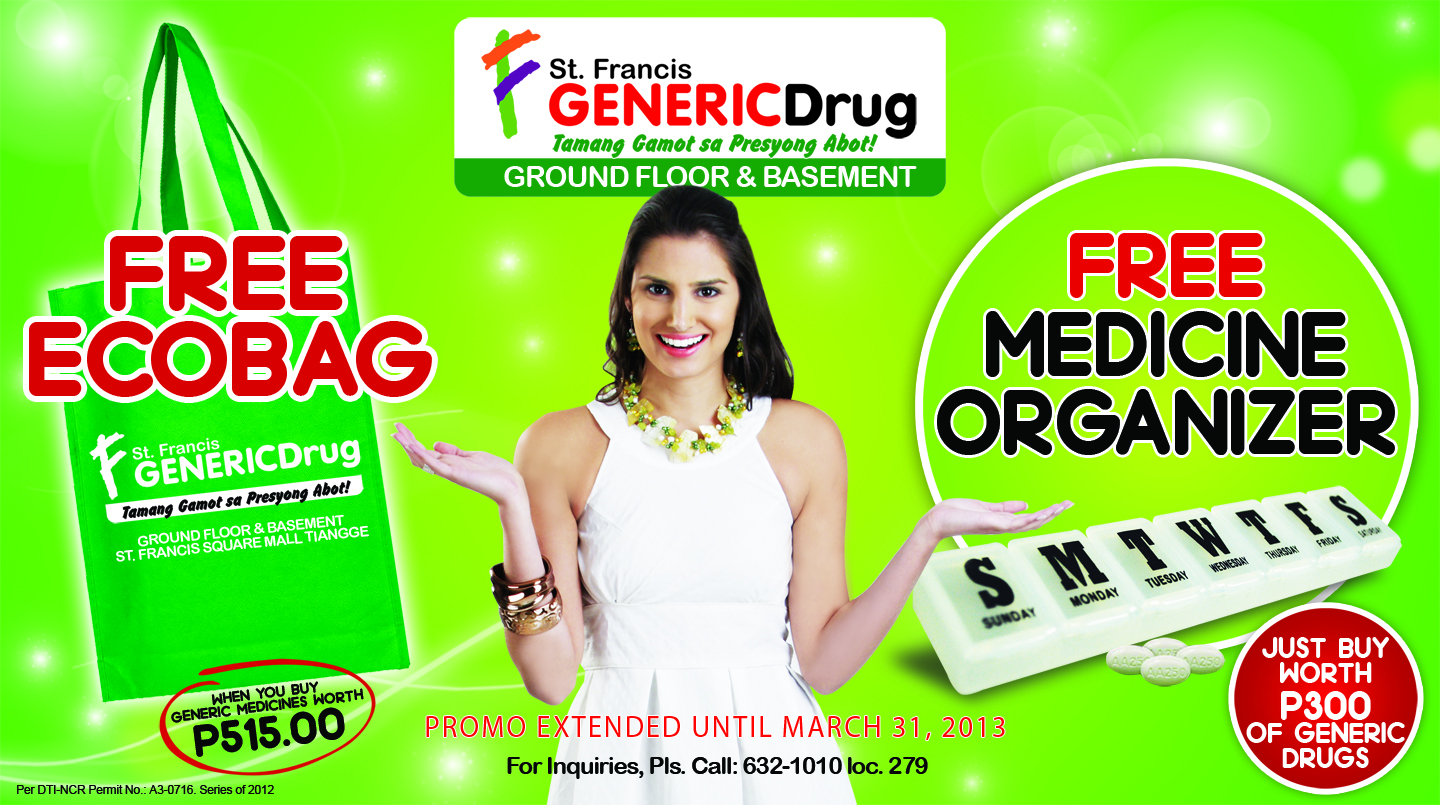 St. Francis
GENERICDrug
Tamang Gamot sa Presyong Abot!
GROUND FLOOR & BASEMENT
FREE
ECOBAG
St. Francis
GENERICDrug
Tamang Gamot sa Presyong Abot!
GROUND FLOOR & BASEMENT
ST. FRANCIS SQUARE MALL TIANGGE
WHEN YOU BUY
GENERIC MEDICINES WORTH
P515.00
FREE
MEDICINE
ORGANIZER
S M T W T F S
SUNDAY MONDAY TUESDAY WEDNESDAY THURSDAY FRIDAY SATURDAY
AA250
JUST BUY
WORTH
P300
OF GENERIC
DRUGS
PROMO EXTENDED UNTIL MARCH 31, 2013
For Inquiries, Pls. Call: 632-1010 loc. 279
Per DTI-NCR Permit No.: A3-0716. Series of 2012